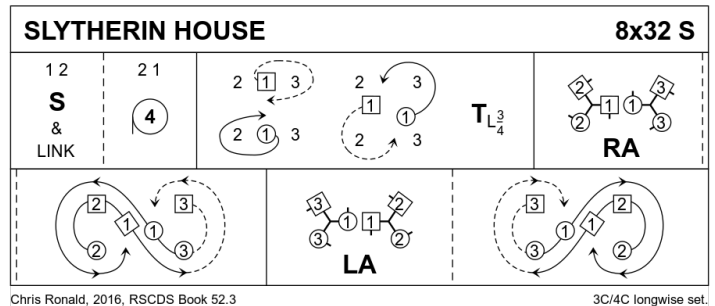 SLYTHERIN HOUSE 8x32 S
1 2
S
&
LINK
2 1
4
2 1 3
2 1 3
2 3
1
1
2 3
T L 3/4
2 3
1 1
2 3
RA
2 3
1 1
2 3
3 2
1 1
3 2
LA
3 2
1 1
3 2
Chris Ronald, 2016, RSCDS Book 52.3 3C/4C longwise set.